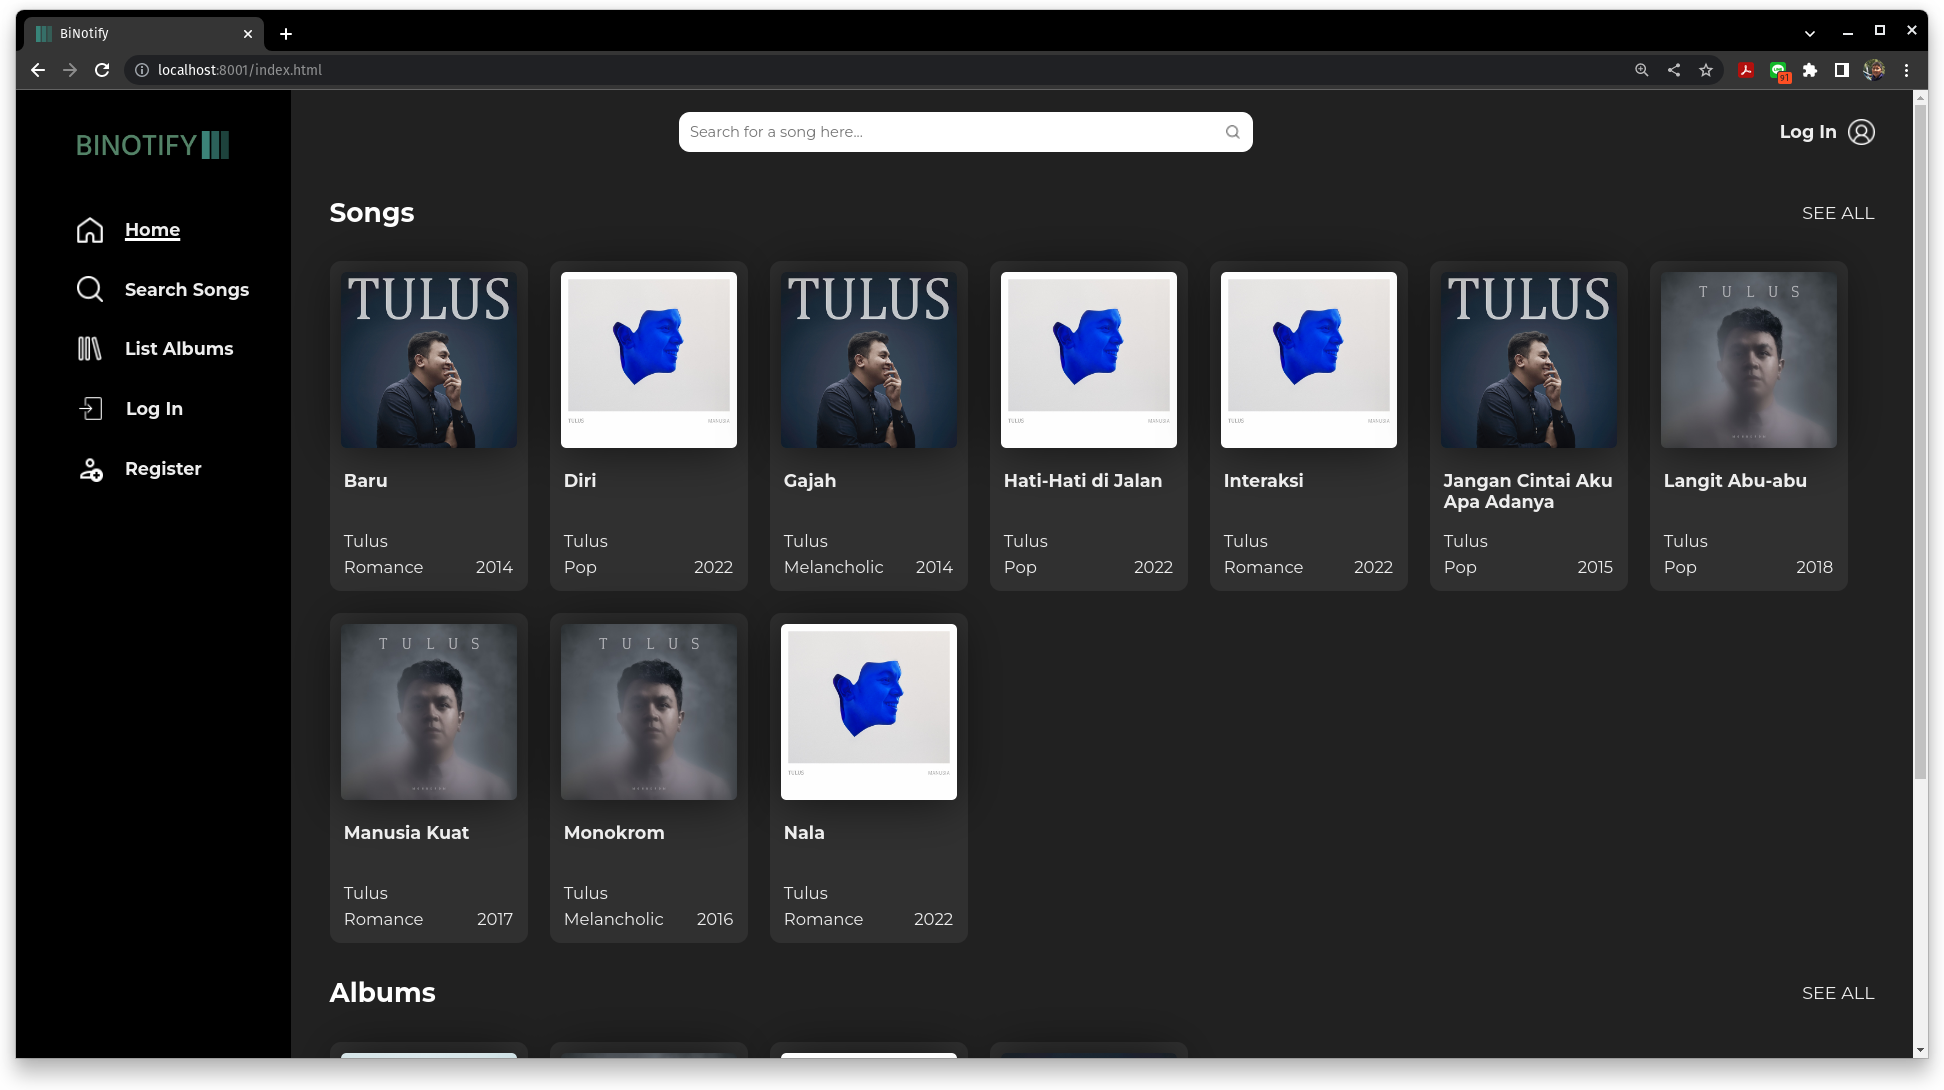 BiNotify
localhost:8001/index.html
91
BINOTIFY
Search for a song here...
Log In
Home
Search Songs
List Albums
Log In
Register
Songs
SEE ALL
TULUS
TULUS MANUSIA
TULUS
TULUS MANUSIA
TULUS MANUSIA
TULUS
TULUS
Baru
Diri
Gajah
Hati-Hati di Jalan
Interaksi
Jangan Cintai Aku
Apa Adanya
Langit Abu-abu
Tulus
Tulus
Tulus
Tulus
Tulus
Tulus
Tulus
Romance 2014
Pop 2022
Melancholic 2014
Pop 2022
Romance 2022
Pop 2015
Pop 2018
TULUS
TULUS
TULUS MANUSIA
Manusia Kuat
Monokrom
Nala
Tulus
Tulus
Tulus
Romance 2017
Melancholic 2016
Romance 2022
Albums
SEE ALL